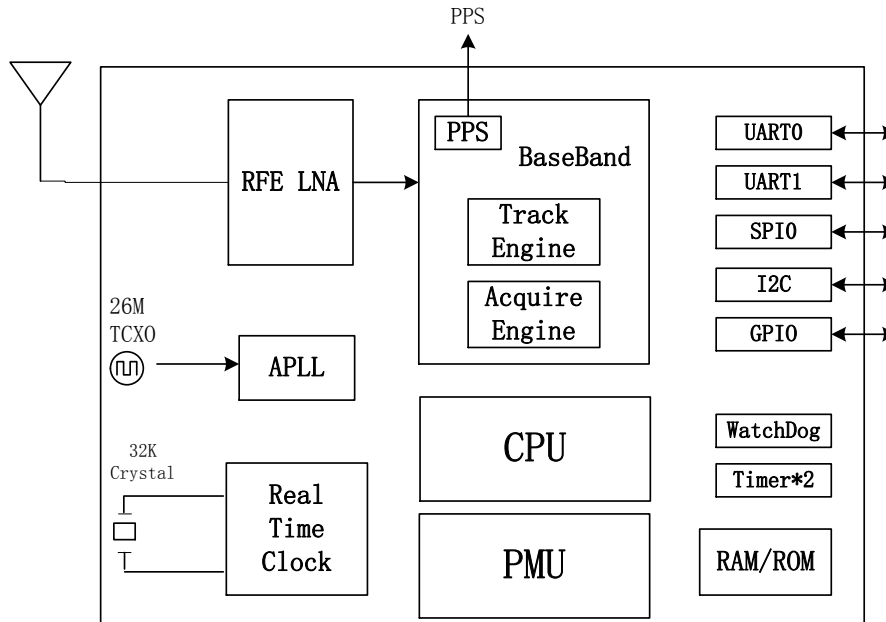 PPS
PPS
BaseBand
RFE LNA
Track
Engine
Acquire
Engine
UART0
UART1
SPI0
I2C
GPIO
26M
TCXO
APLL
CPU
WatchDog
Timer*2
32K
Crystal
Real
Time
Clock
PMU
RAM/ROM